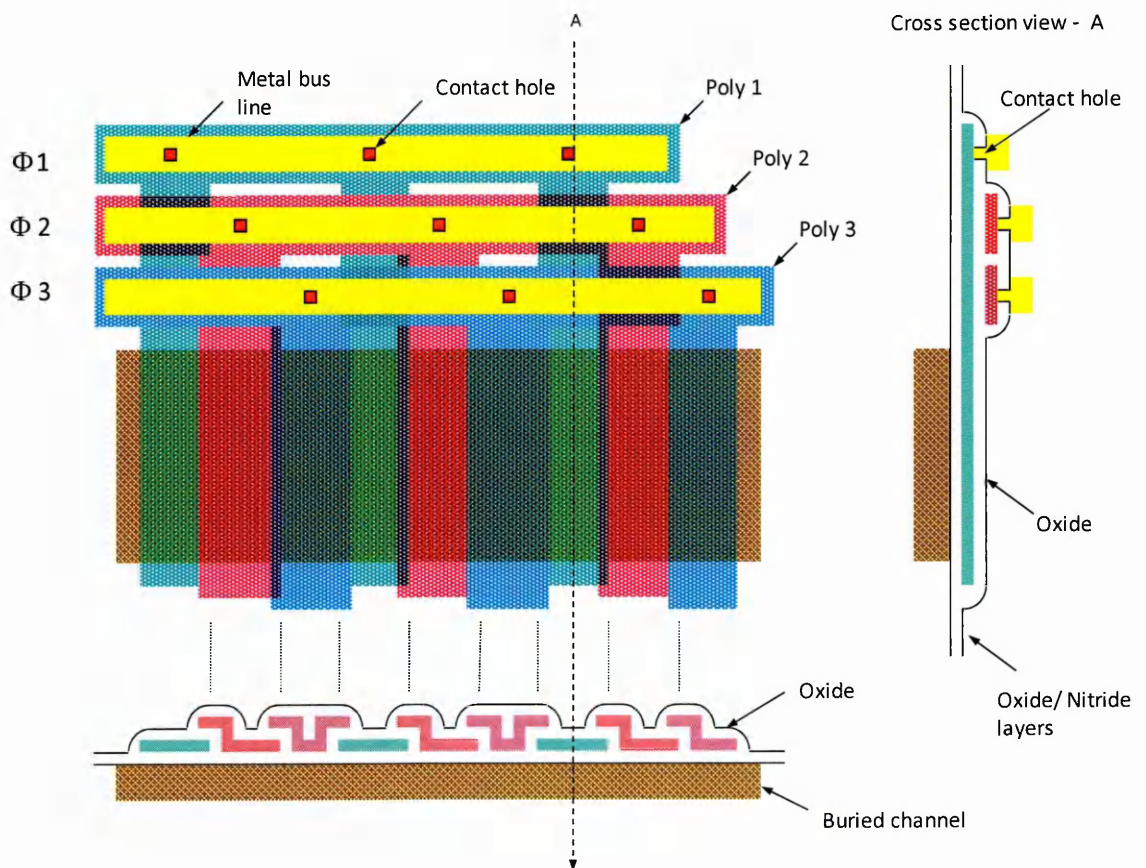 A
Cross section view - A
Metal bus
line
Contact hole
Poly 1
Contact hole
Φ1
Poly 2
Φ2
Poly 3
Φ3
Oxide
Oxide
Oxide/ Nitride
layers
Buried channel